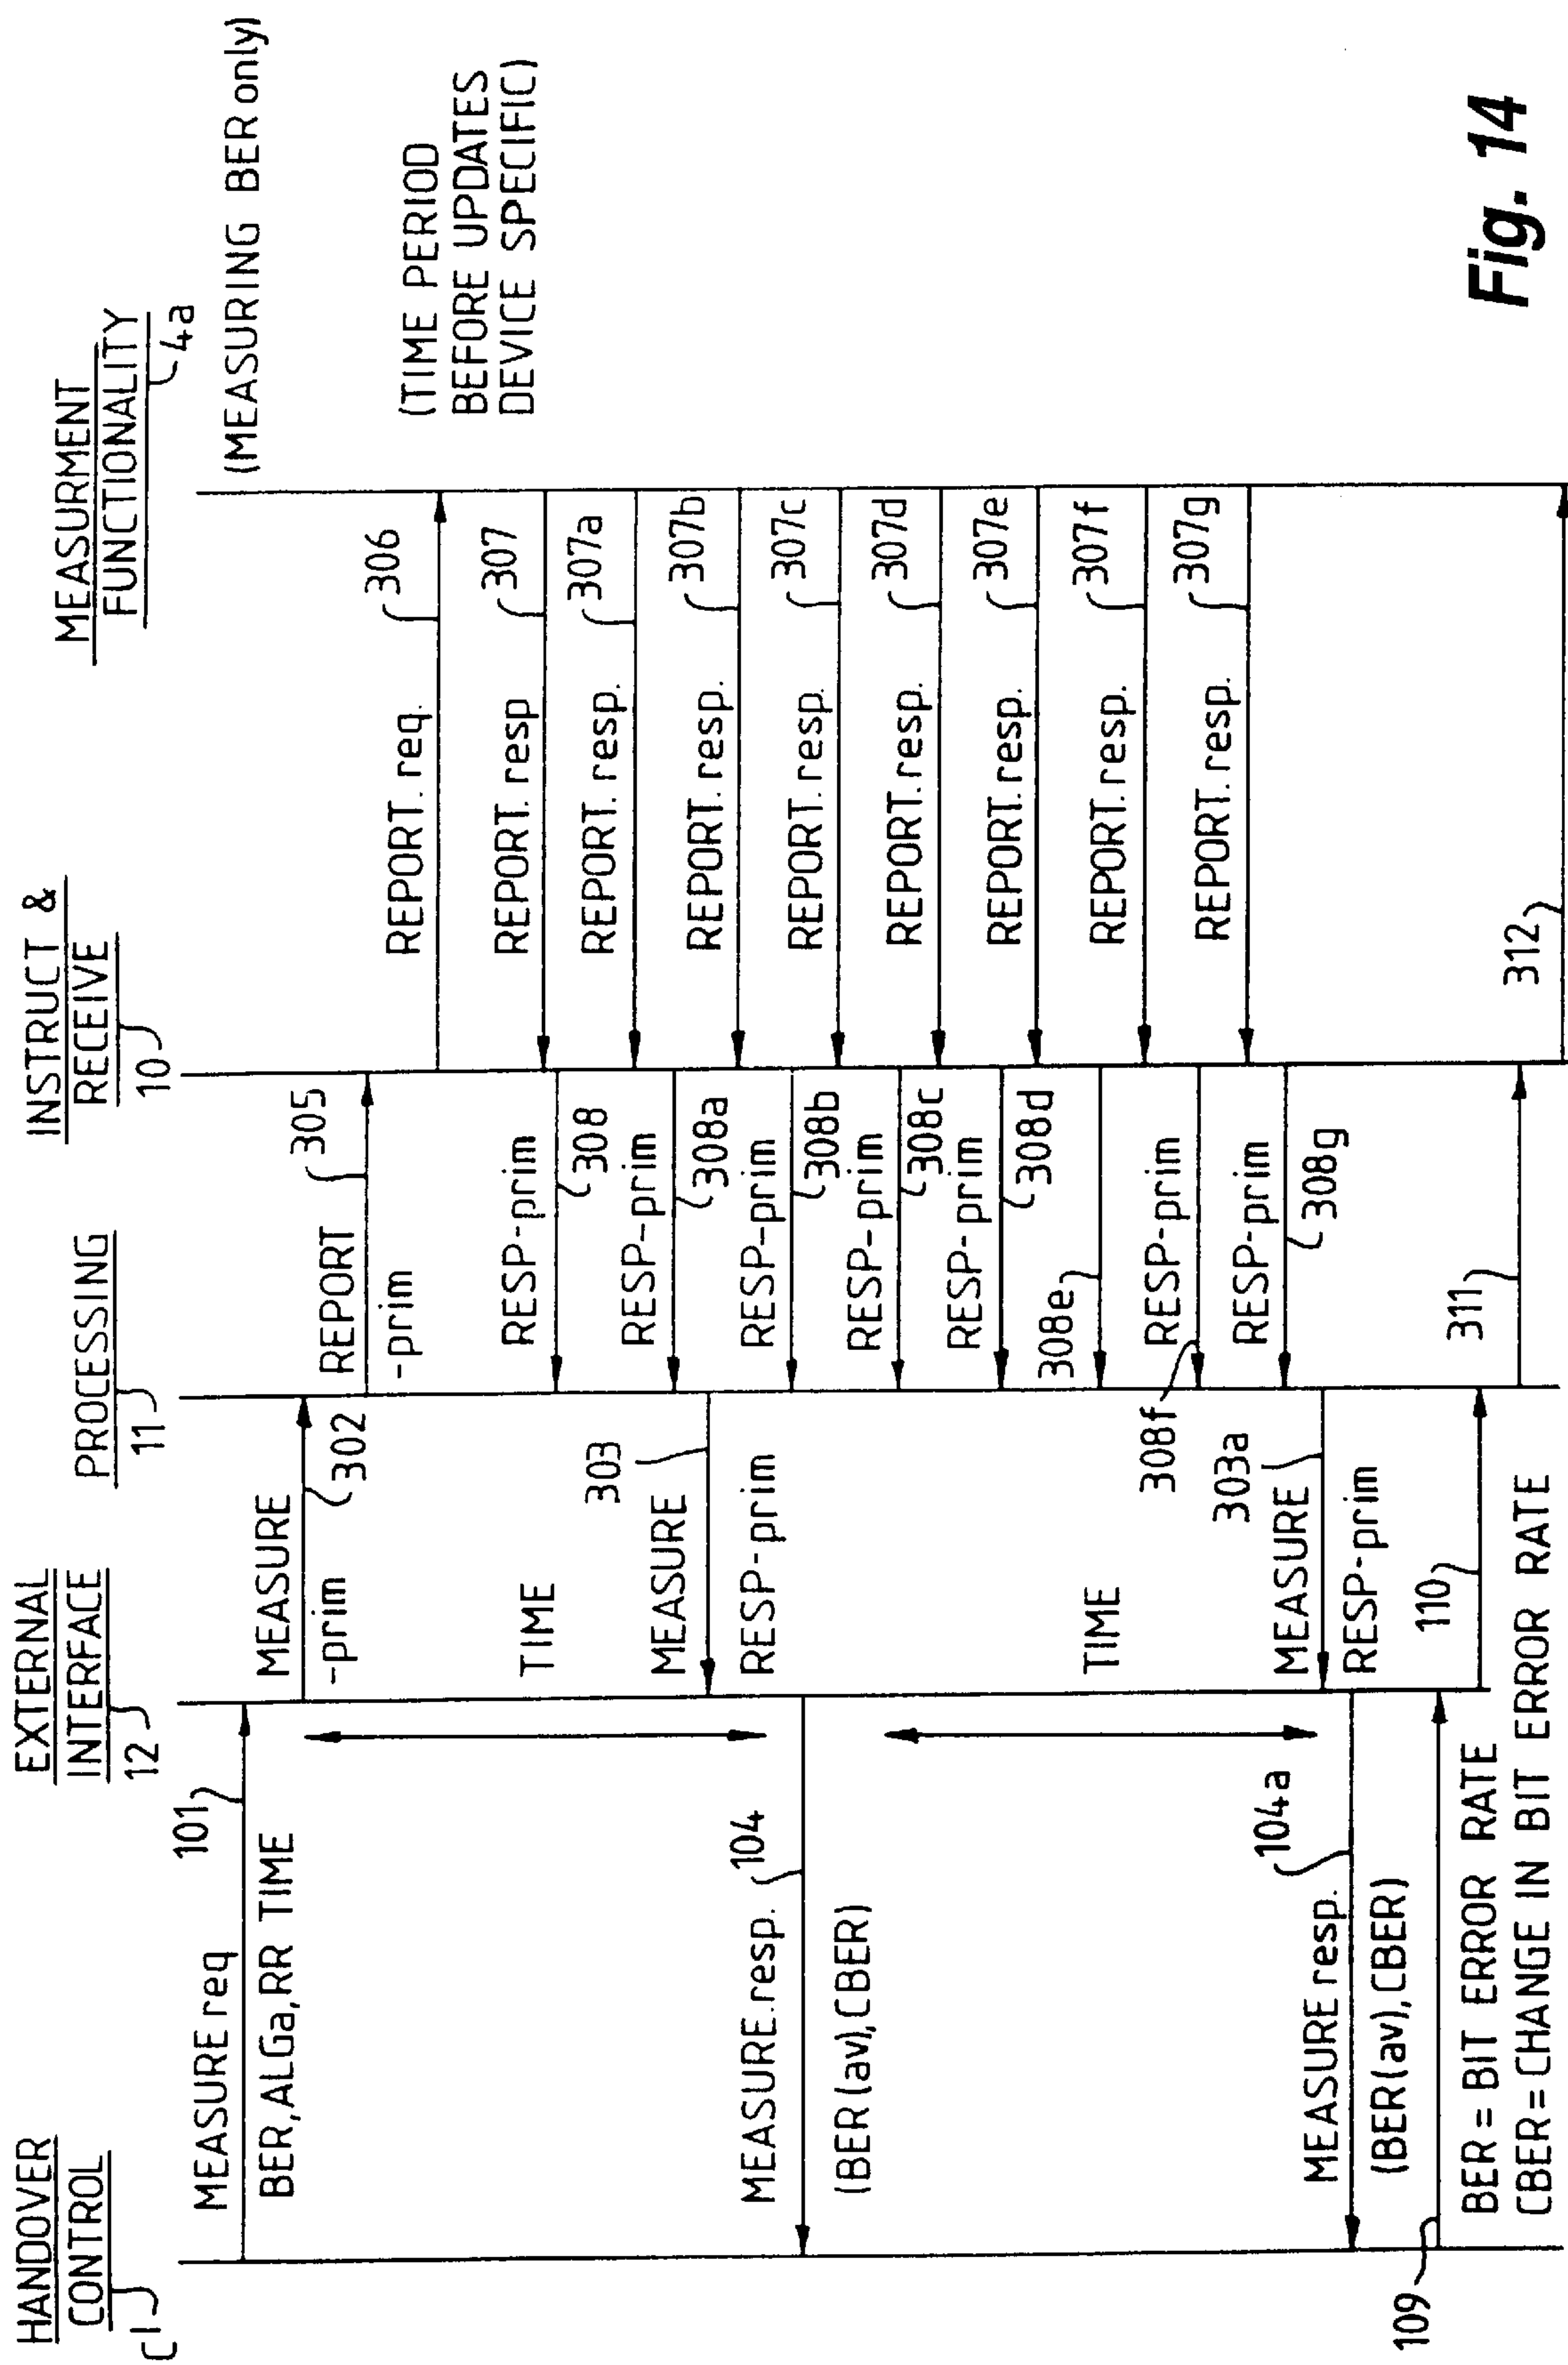 HANDOVER
CONTROL
C1
EXTERNAL
INTERFACE
12
PROCESSING
11
INSTRUCT &
RECEIVE
10
MEASURMENT
FUNCTIONALITY
4a
(MEASURING BER only)
(TIME PERIOD
BEFORE UPDATES
DEVICE SPECIFIC)
MEASURE req
101
BER, ALGa, RR TIME
MEASURE
302
-prim
REPORT
305
-prim
REPORT. req.
306
REPORT. resp
307
REPORT. resp.
307a
REPORT. resp.
307b
REPORT. resp.
307c
REPORT. resp.
307d
REPORT. resp.
307e
REPORT. resp.
307f
REPORT. resp.
307g
RESP-prim
308
RESP-prim
308a
RESP-prim
308b
RESP-prim
308c
RESP-prim
308d
308e
RESP-prim
308f
RESP-prim
308g
TIME
MEASURE
303
RESP-prim
MEASURE. resp.
104
(BER (av), CBER)
TIME
MEASURE
303a
RESP-prim
MEASURE resp.
104a
(BER (av), CBER)
109
110
311
312
BER = BIT ERROR RATE
CBER = CHANGE IN BIT ERROR RATE
Fig. 14